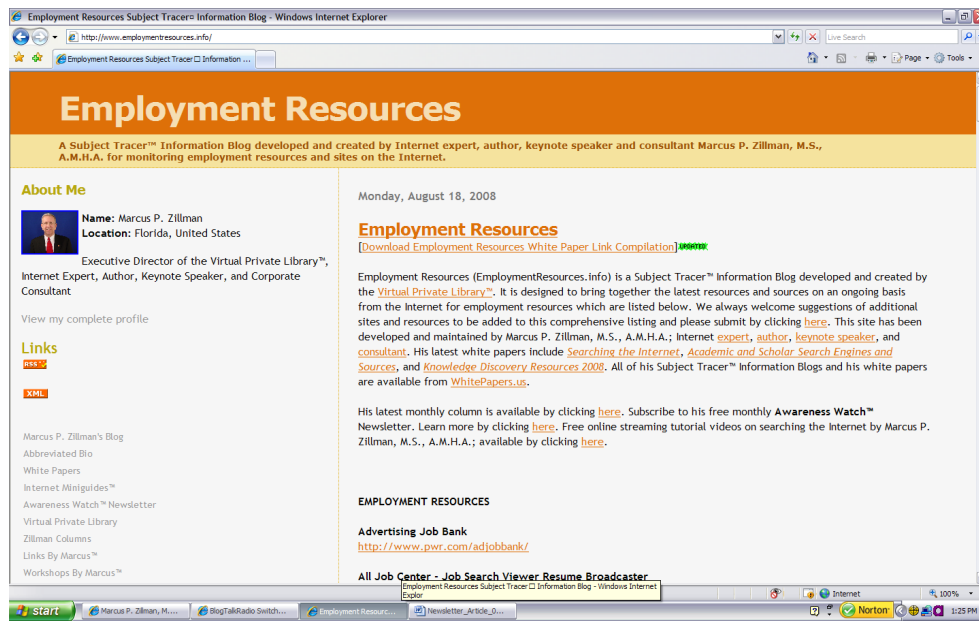 Employment Resources Subject Tracer¤ Information Blog - Windows Internet Explorer
http://www.employmentresources.info/
Live Search
Employment Resources Subject Tracer□ Information ...
Page
Tools
Employment Resources
A Subject Tracer™ Information Blog developed and created by Internet expert, author, keynote speaker and consultant Marcus P. Zillman, M.S.,
A.M.H.A. for monitoring employment resources and sites on the Internet.
About Me
Name: Marcus P. Zillman
Location: Florida, United States
Executive Director of the Virtual Private Library™,
Internet Expert, Author, Keynote Speaker, and Corporate
Consultant
View my complete profile
Links
RSS
XML
Marcus P. Zillman's Blog
Abbreviated Bio
White Papers
Internet Miniguides™
Awareness Watch™ Newsletter
Virtual Private Library
Zillman Columns
Links By Marcus™
Workshops By Marcus™
Monday, August 18, 2008
Employment Resources
[Download Employment Resources White Paper Link Compilation] UPDATED
Employment Resources (EmploymentResources.info) is a Subject Tracer™ Information Blog developed and created by
the Virtual Private Library™. It is designed to bring together the latest resources and sources on an ongoing basis
from the Internet for employment resources which are listed below. We always welcome suggestions of additional
sites and resources to be added to this comprehensive listing and please submit by clicking here. This site has been
developed and maintained by Marcus P. Zillman, M.S., A.M.H.A.; Internet expert, author, keynote speaker, and
consultant. His latest white papers include Searching the Internet, Academic and Scholar Search Engines and
Sources, and Knowledge Discovery Resources 2008. All of his Subject Tracer™ Information Blogs and his white papers
are available from WhitePapers.us.
His latest monthly column is available by clicking here. Subscribe to his free monthly Awareness Watch™
Newsletter. Learn more by clicking here. Free online streaming tutorial videos on searching the Internet by Marcus P.
Zillman, M.S., A.M.H.A.; available by clicking here.
EMPLOYMENT RESOURCES
Advertising Job Bank
http://www.pwr.com/adjobbank/
All Job Center - Job Search Viewer Resume Broadcaster
Employment Resources Subject Tracer□ Information Blog - Windows Internet
Explor
Internet
100%
start
Marcus P. Zillman, M....
BlogTalkRadio Switch...
Employment Resourc...
Newsletter_Article_0...
Norton
1:25 PM